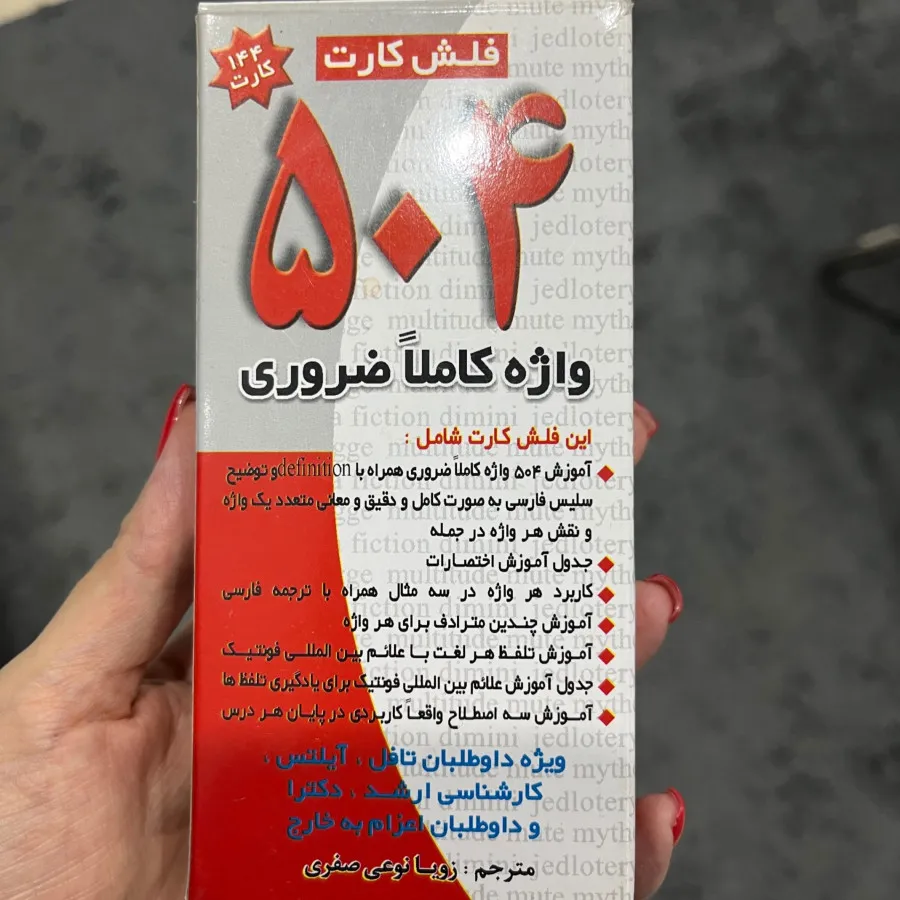 فلش کارت
۱۴۴
کارت
۵۰۴
واژه کاملاً ضروری
این فلش کارت شامل :
آموزش ۵۰۴ واژه کاملاً ضروری همراه با definition و توضیح
سلیس فارسی به صورت کامل و دقیق و معانی متعدد یک واژه
و نقش هر واژه در جمله
جدول آموزش اختصارات
کاربرد هر واژه در سه مثال همراه با ترجمه فارسی
آموزش چندین مترادف برای هر واژه
آموزش تلفظ هر لغت با علائم بین المللی فونتیک
جدول آموزش علائم بین المللی فونتیک برای یادگیری تلفظ ها
آموزش سه اصطلاح واقعاً کاربردی در پایان هر درس
ویژه داوطلبان تافل ، آیلتس ،
کارشناسی ارشد ، دکترا
و داوطلبان اعزام به خارج
مترجم : زویا نوعی صفری